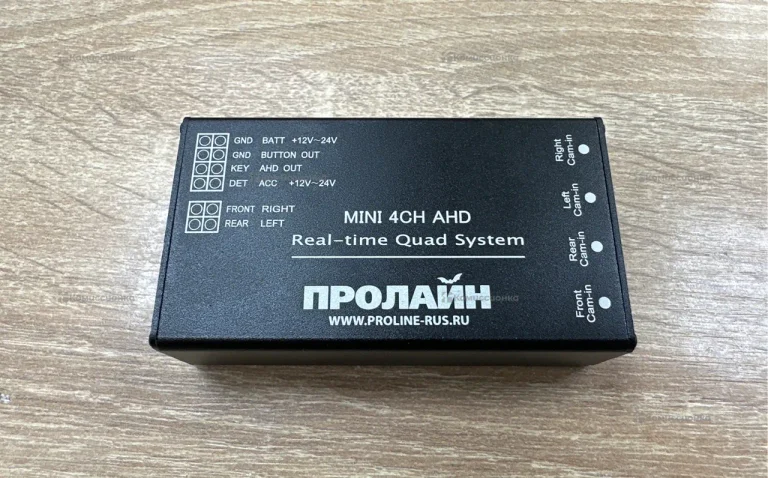 GND BATT +12V~24V
GND BUTTON OUT
KEY AHD OUT
DET ACC +12V~24V
FRONT RIGHT
REAR LEFT
MINI 4CH AHD
Real-time Quad System
ПРОЛАЙН
WWW.PROLINE-RUS.RU
Right
Cam-in
Left
Cam-in
Rear
Cam-in
Front
Cam-in
Комиссионка